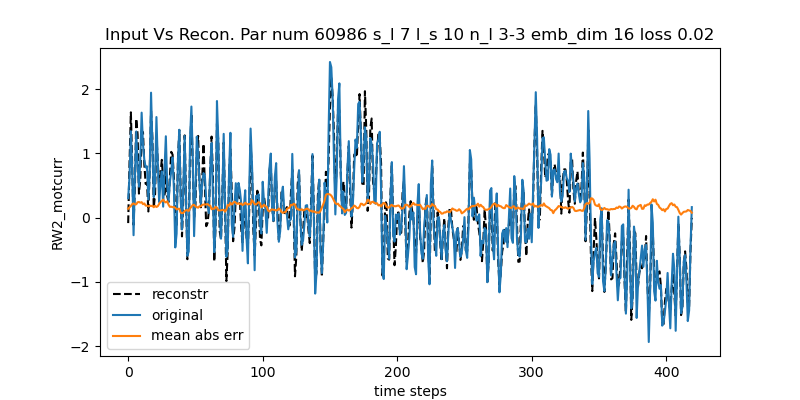 Input Vs Recon. Par num 60986 s_l 7 l_s 10 n_l 3-3 emb_dim 16 loss 0.02
RW2_motcurr
2
1
0
−1
−2
reconstr
original
mean abs err
0 100 200 300 400
time steps